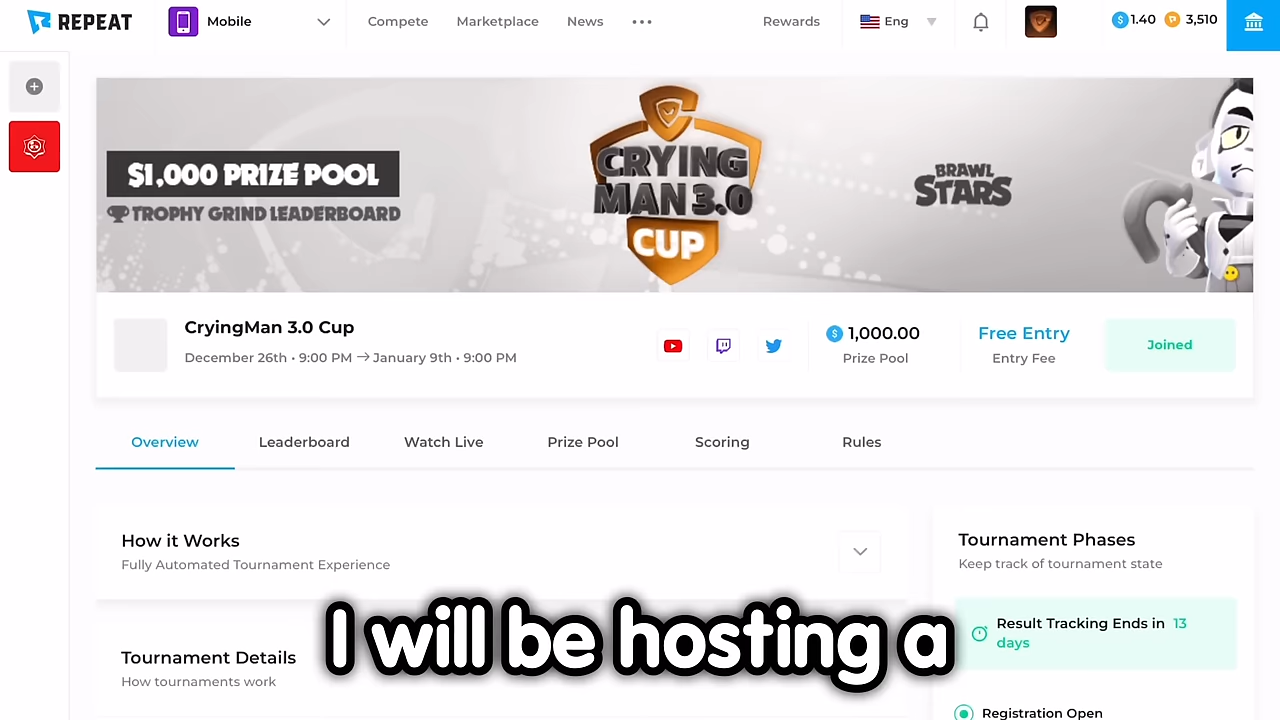 REPEAT
Mobile
Compete
Marketplace
News
Rewards
Eng
1.40
3,510
$1,000 PRIZE POOL
TROPHY GRIND LEADERBOARD
CRYING
MAN 3.0
CUP
BRAWL
STARS
CryingMan 3.0 Cup
December 26th • 9:00 PM → January 9th • 9:00 PM
1,000.00
Prize Pool
Free Entry
Entry Fee
Joined
Overview
Leaderboard
Watch Live
Prize Pool
Scoring
Rules
How it Works
Fully Automated Tournament Experience
Tournament Details
How tournaments work
Tournament Phases
Keep track of tournament state
Result Tracking Ends in 13
days
Registration Open
I will be hosting a